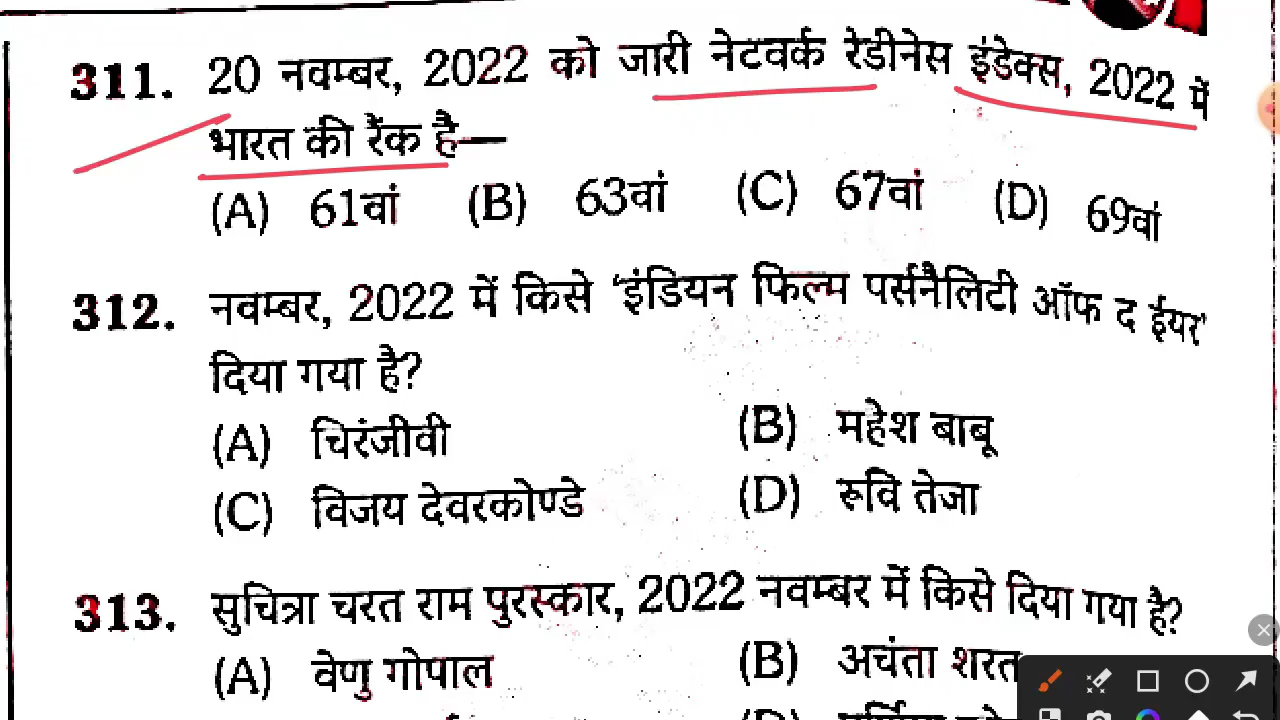 311. 20 नवम्बर, 2022 को जारी नेटवर्क रेडीनेस इंडेक्स, 2022 में
भारत की रैंक है—
(A) 61वां (B) 63वां (C) 67वां (D) 69वां
312. नवम्बर, 2022 में किसे 'इंडियन फिल्म पर्सनैलिटी ऑफ द ईयर'
दिया गया है?
(A) चिरंजीवी (B) महेश बाबू
(C) विजय देवरकोण्डे (D) रूवि तेजा
313. सुचित्रा चरत राम पुरस्कार, 2022 नवम्बर में किसे दिया गया है?
(A) वेणु गोपाल (B) अचंता शरत